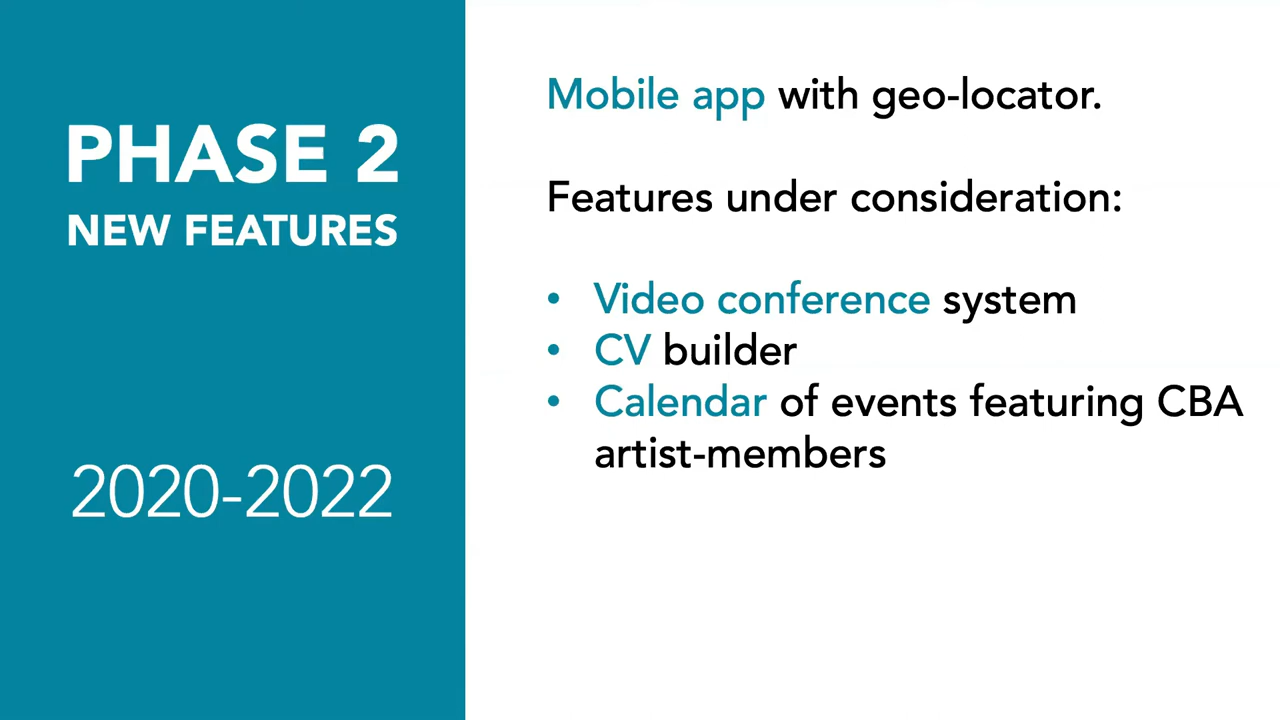 PHASE 2
NEW FEATURES
2020-2022
Mobile app with geo-locator.
Features under consideration:
• Video conference system
• CV builder
• Calendar of events featuring CBA
artist-members